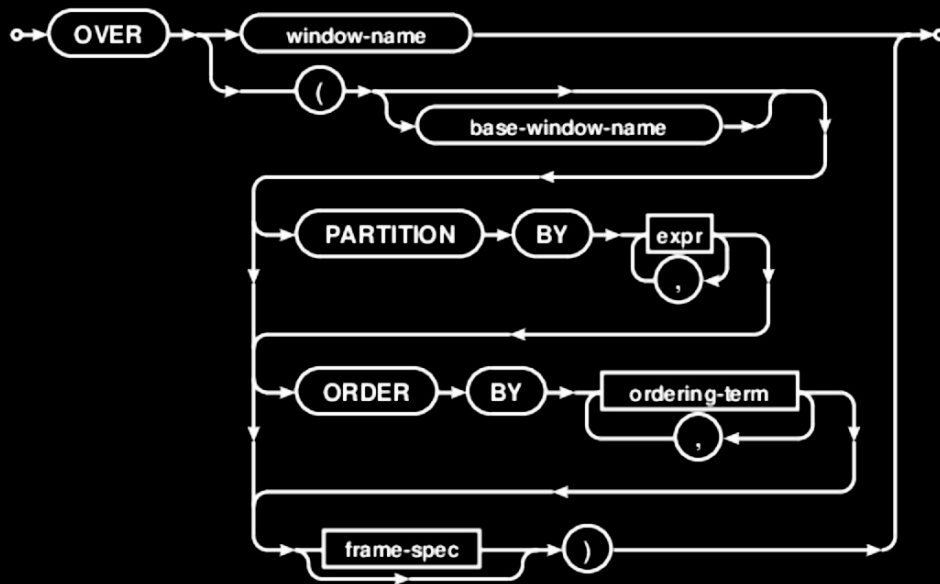 OVER window-name
(
base-window-name
PARTITION BY expr
,
ORDER BY ordering-term
,
frame-spec )